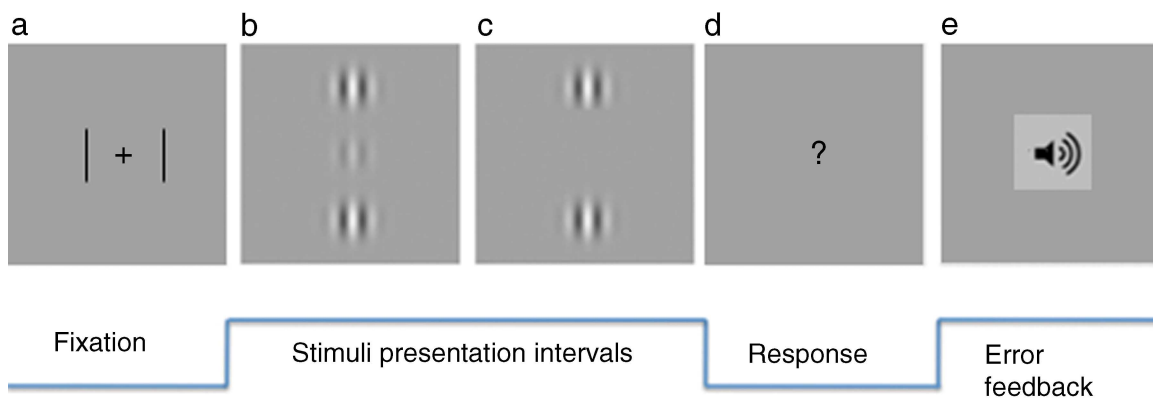 a
b
c
d
e
+
?
Fixation
Stimuli presentation intervals
Response
Error
feedback